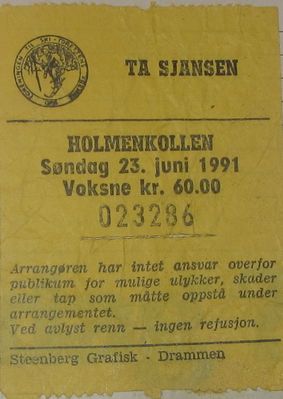 TA SJANSEN
HOLMENKOLLEN
Søndag 23. juni 1991
Voksne kr. 60.00
023286
Arrangøren har intet ansvar overfor
publikum for mulige ulykker, skader
eller tap som måtte oppstå under
arrangementet.
Ved avlyst renn — ingen refusjon.
Steenberg Grafisk - Drammen